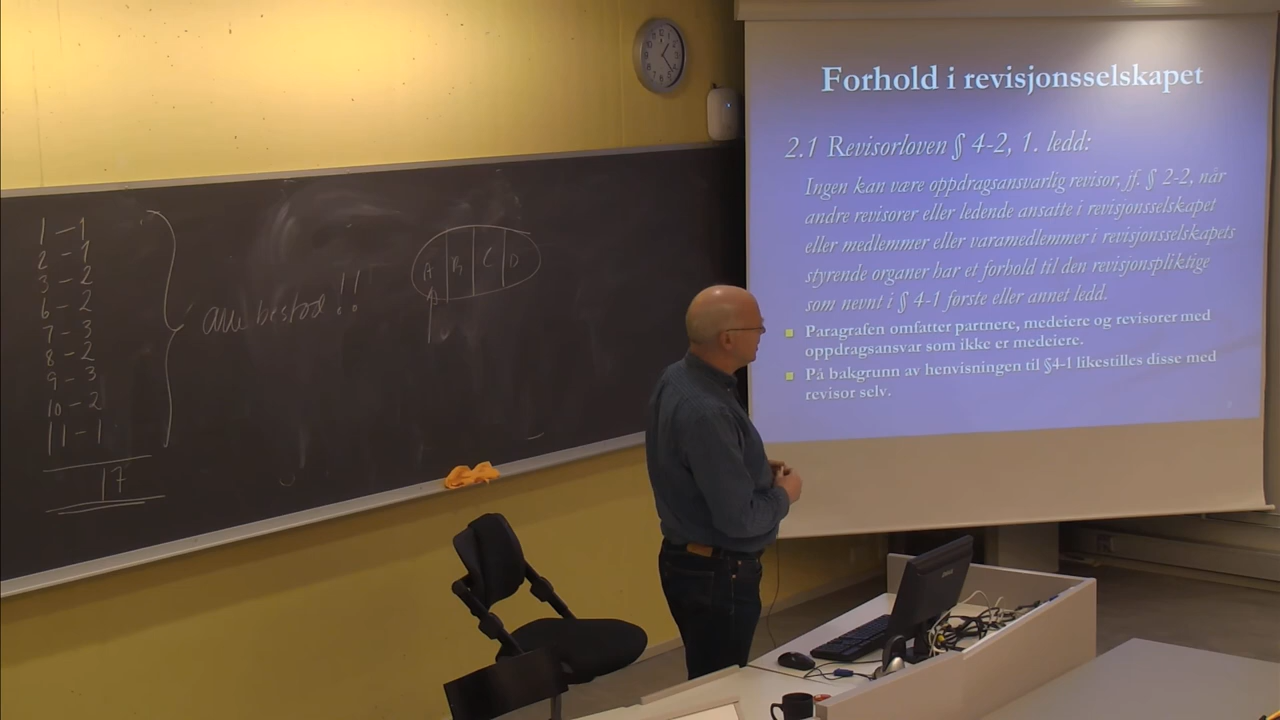 1 – 1
2 – 1
3 – 2
6 – 2
7 – 3
8 – 2
9 – 3
10 – 2
11 – 1
17
alle bestod !!
A B C D
Forhold i revisjonsselskapet
2.1 Revisorloven § 4-2, 1. ledd:
Ingen kan være oppdragsansvarlig revisor, jf. § 2-2, når
andre revisorer eller ledende ansatte i revisjonsselskapet
eller medlemmer eller varamedlemmer i revisjonsselskapets
styrende organer har et forhold til den revisjonspliktige
som nevnt i § 4-1 første eller annet ledd.
Paragrafen omfatter partnere, medeiere og revisorer med
oppdragsansvar som ikke er medeiere.
På bakgrunn av henvisningen til §4-1 likestilles disse med
revisor selv.